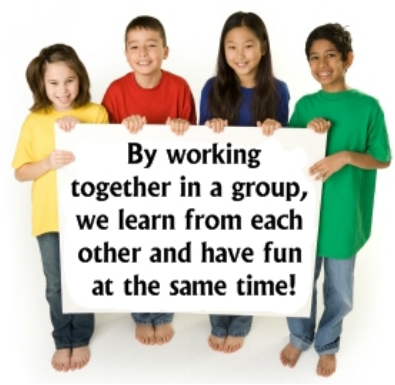 By working
together in a group,
we learn from each
other and have fun
at the same time!